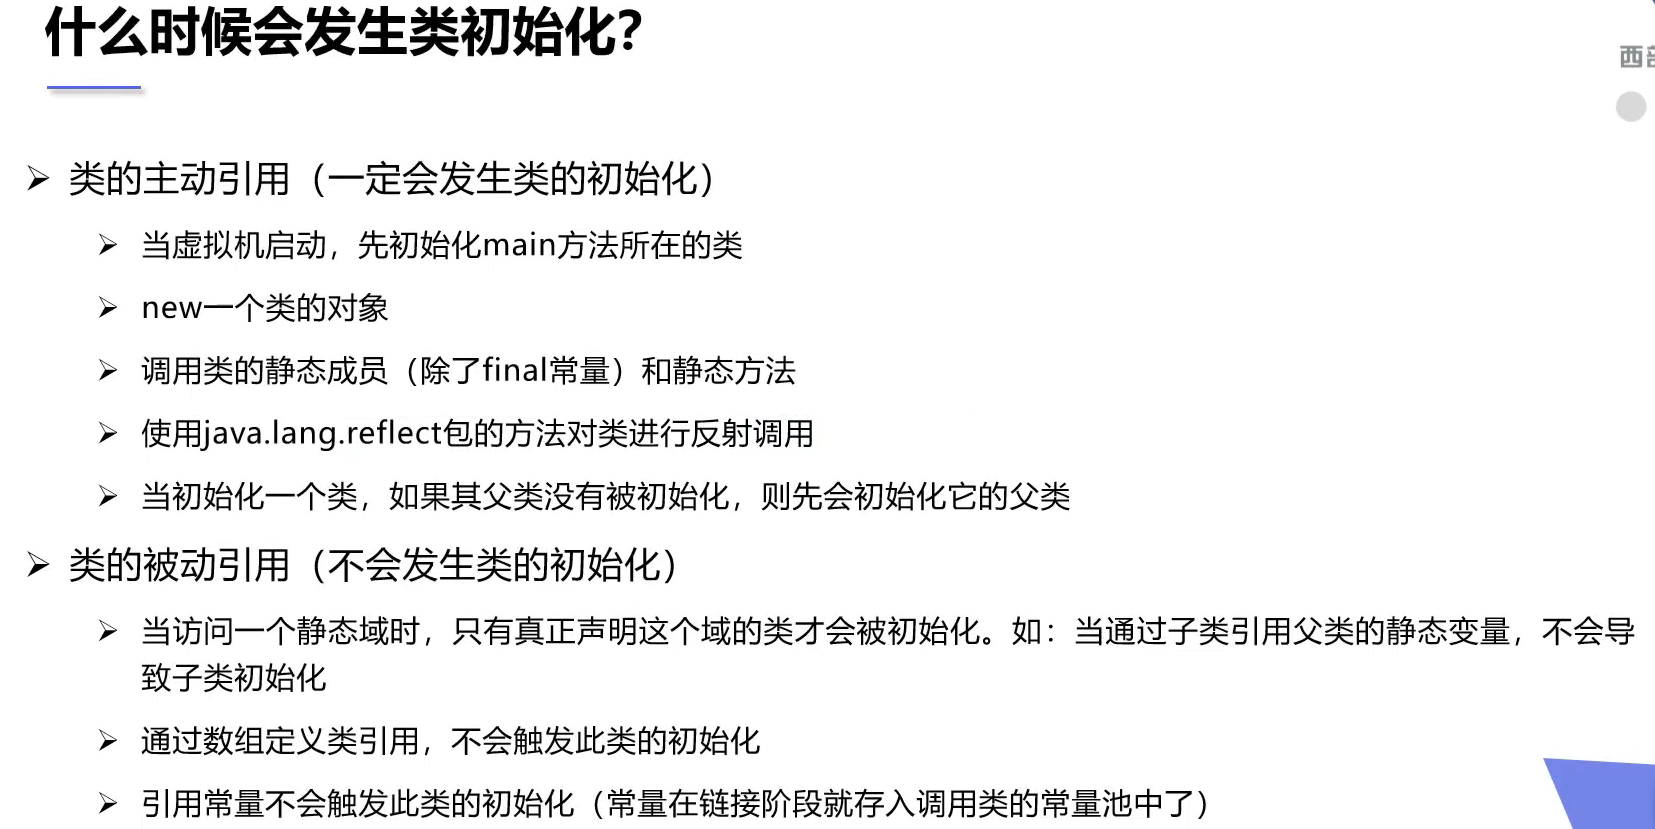 什么时候会发生类初始化？
西
类的主动引用（一定会发生类的初始化）
当虚拟机启动，先初始化main方法所在的类
new一个类的对象
调用类的静态成员（除了final常量）和静态方法
使用java.lang.reflect包的方法对类进行反射调用
当初始化一个类，如果其父类没有被初始化，则先会初始化它的父类
类的被动引用（不会发生类的初始化）
当访问一个静态域时，只有真正声明这个域的类才会被初始化。如：当通过子类引用父类的静态变量，不会导
致子类初始化
通过数组定义类引用，不会触发此类的初始化
引用常量不会触发此类的初始化（常量在链接阶段就存入调用类的常量池中了）